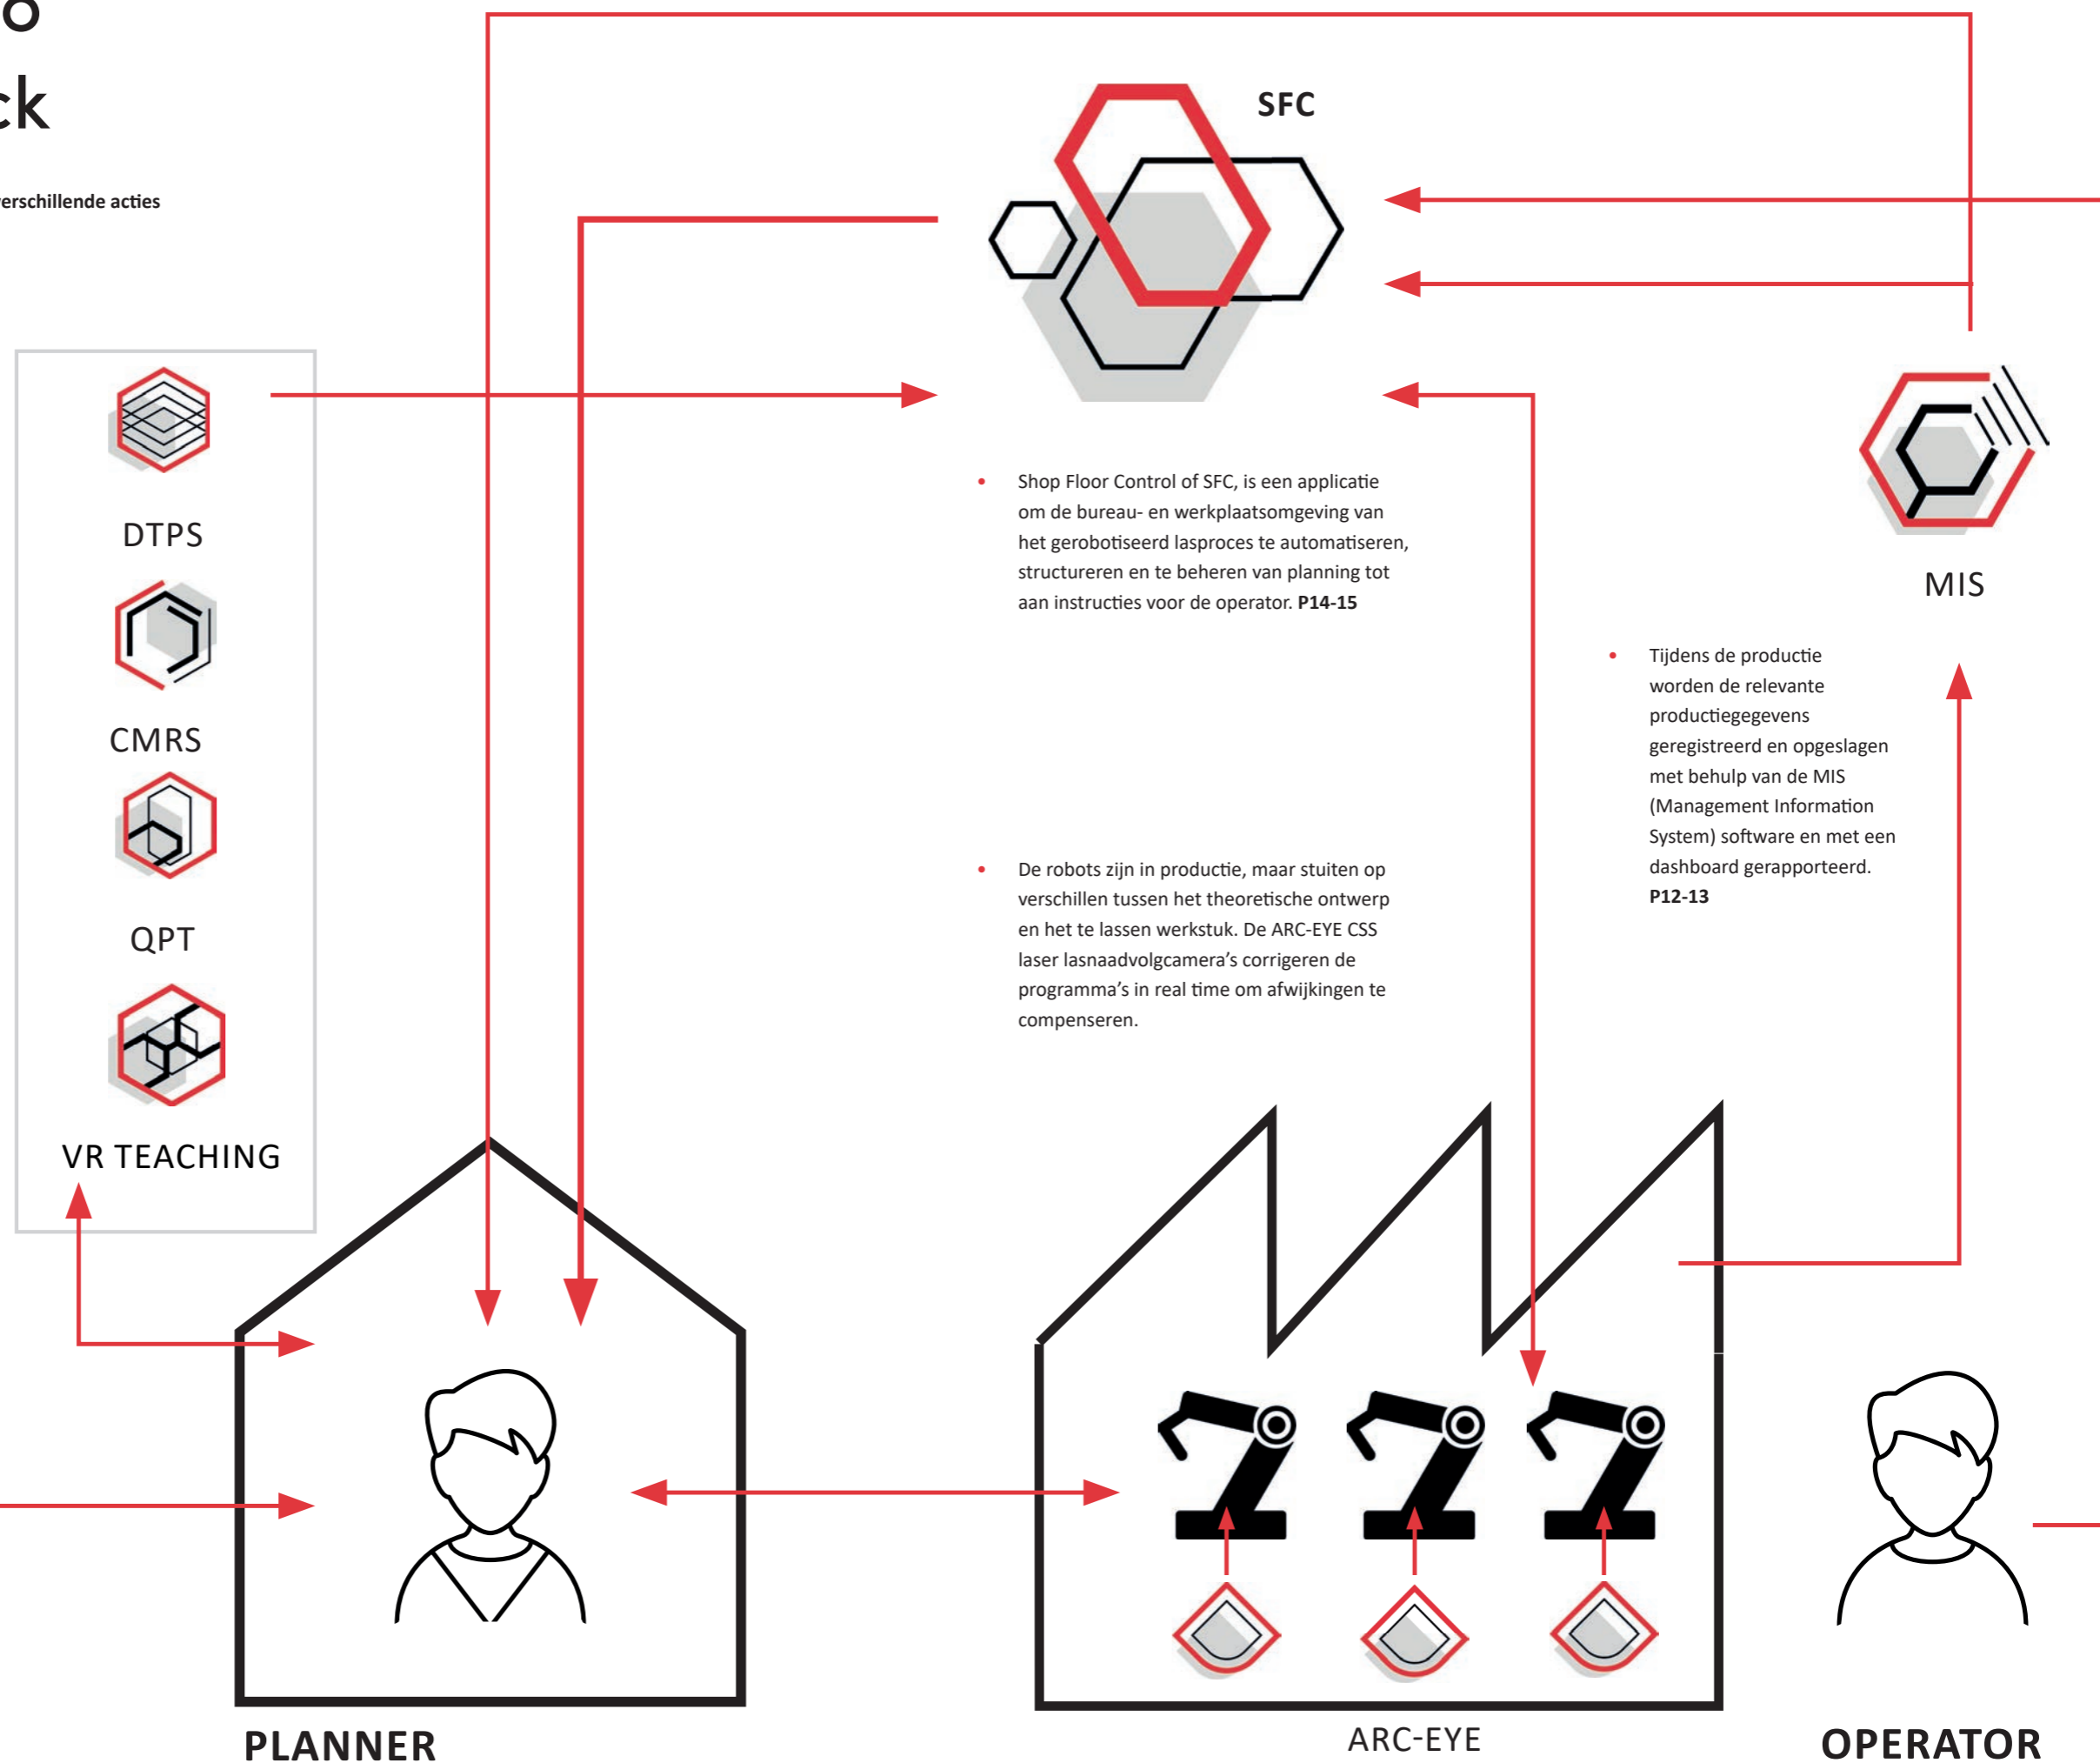 ck
verschillende acties
SFC
DTPS
CMRS
QPT
VR TEACHING
• Shop Floor Control of SFC, is een applicatie
om de bureau- en werkplaatsomgeving van
het gerobotiseerd lasproces te automatiseren,
structureren en te beheren van planning tot
aan instructies voor de operator. P14-15
MIS
• Tijdens de productie
worden de relevante
productiegegevens
geregistreerd en opgeslagen
met behulp van de MIS
(Management Information
System) software en met een
dashboard gerapporteerd.
P12-13
• De robots zijn in productie, maar stuiten op
verschillen tussen het theoretische ontwerp
en het te lassen werkstuk. De ARC-EYE CSS
laser lasnaadvolgcamera’s corrigeren de
programma’s in real time om afwijkingen te
compenseren.
PLANNER
ARC-EYE
OPERATOR